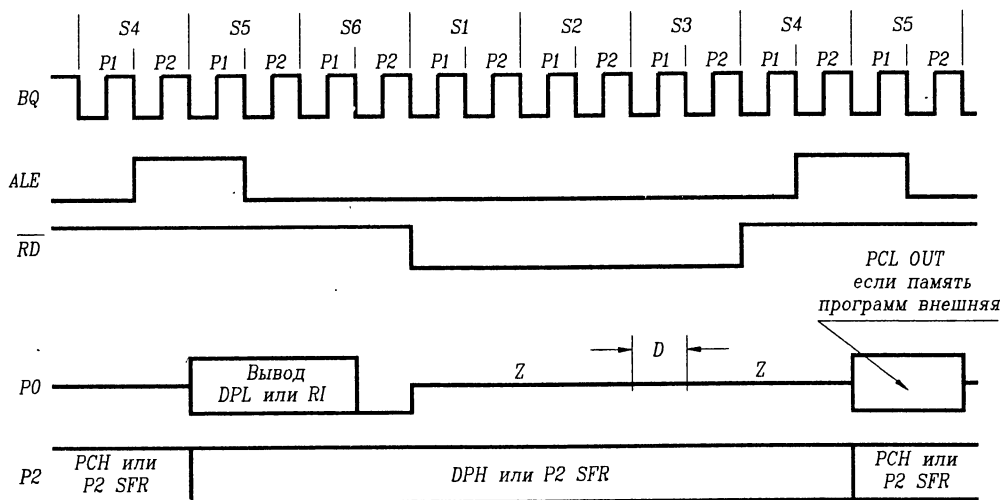 S4 S5 S6 S1 S2 S3 S4 S5
P1 P2 P1 P2 P1 P2 P1 P2 P1 P2 P1 P2 P1 P2 P1 P2
BQ
ALE
RD
PCL OUT
если память
программ внешняя
P0
Вывод
DPL или RI
Z
D
Z
P2
PCH или
P2 SFR
DPH или P2 SFR
PCH или
P2 SFR